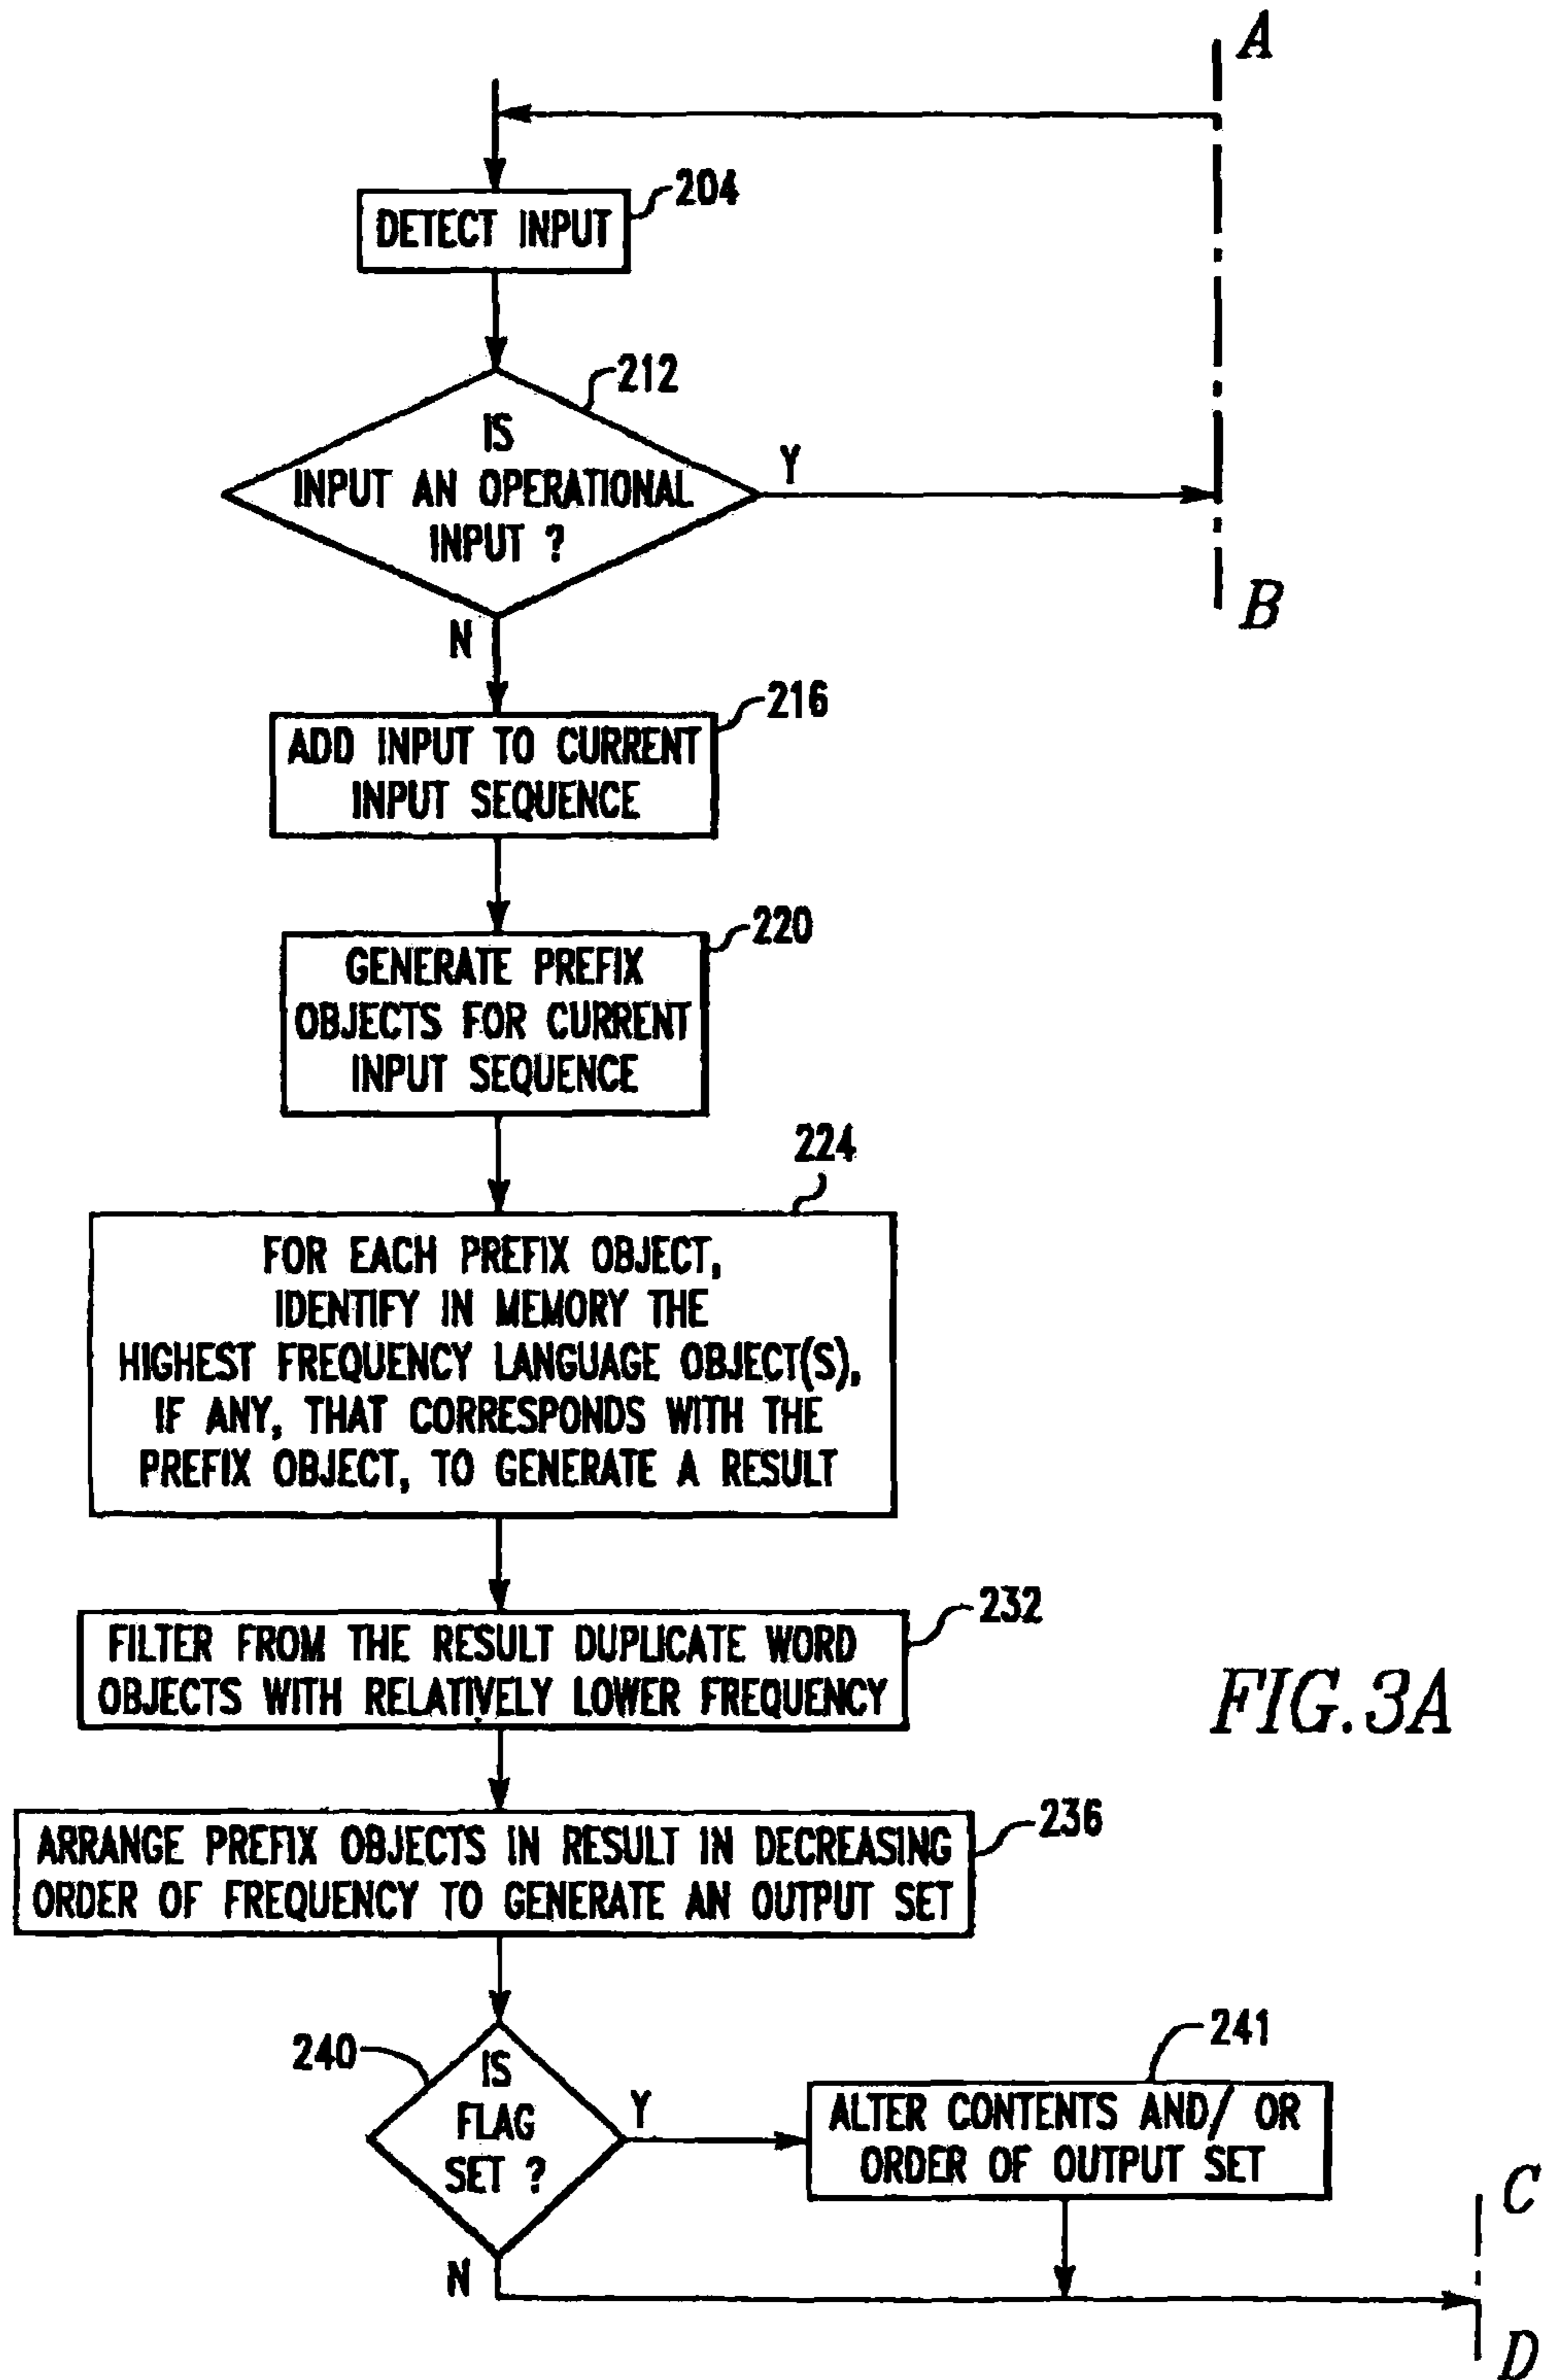 A
204
DETECT INPUT
212
IS
INPUT AN OPERATIONAL
INPUT ?
Y
B
N
216
ADD INPUT TO CURRENT
INPUT SEQUENCE
220
GENERATE PREFIX
OBJECTS FOR CURRENT
INPUT SEQUENCE
224
FOR EACH PREFIX OBJECT,
IDENTIFY IN MEMORY THE
HIGHEST FREQUENCY LANGUAGE OBJECT(S),
IF ANY, THAT CORRESPONDS WITH THE
PREFIX OBJECT, TO GENERATE A RESULT
232
FILTER FROM THE RESULT DUPLICATE WORD
OBJECTS WITH RELATIVELY LOWER FREQUENCY
FIG.3A
236
ARRANGE PREFIX OBJECTS IN RESULT IN DECREASING
ORDER OF FREQUENCY TO GENERATE AN OUTPUT SET
240
IS
FLAG
SET ?
Y
241
ALTER CONTENTS AND/ OR
ORDER OF OUTPUT SET
C
N
D